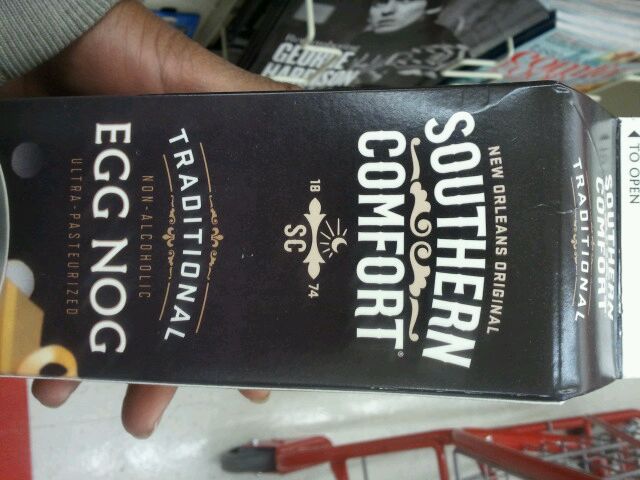 NEW ORLEANS ORIGINAL
SOUTHERN
COMFORT®
18 74
SC
TRADITIONAL
NON-ALCOHOLIC
EGG NOG
ULTRA-PASTEURIZED
SOUTHERN
COMFORT
TRADITIONAL
TO OPEN
GEORGE